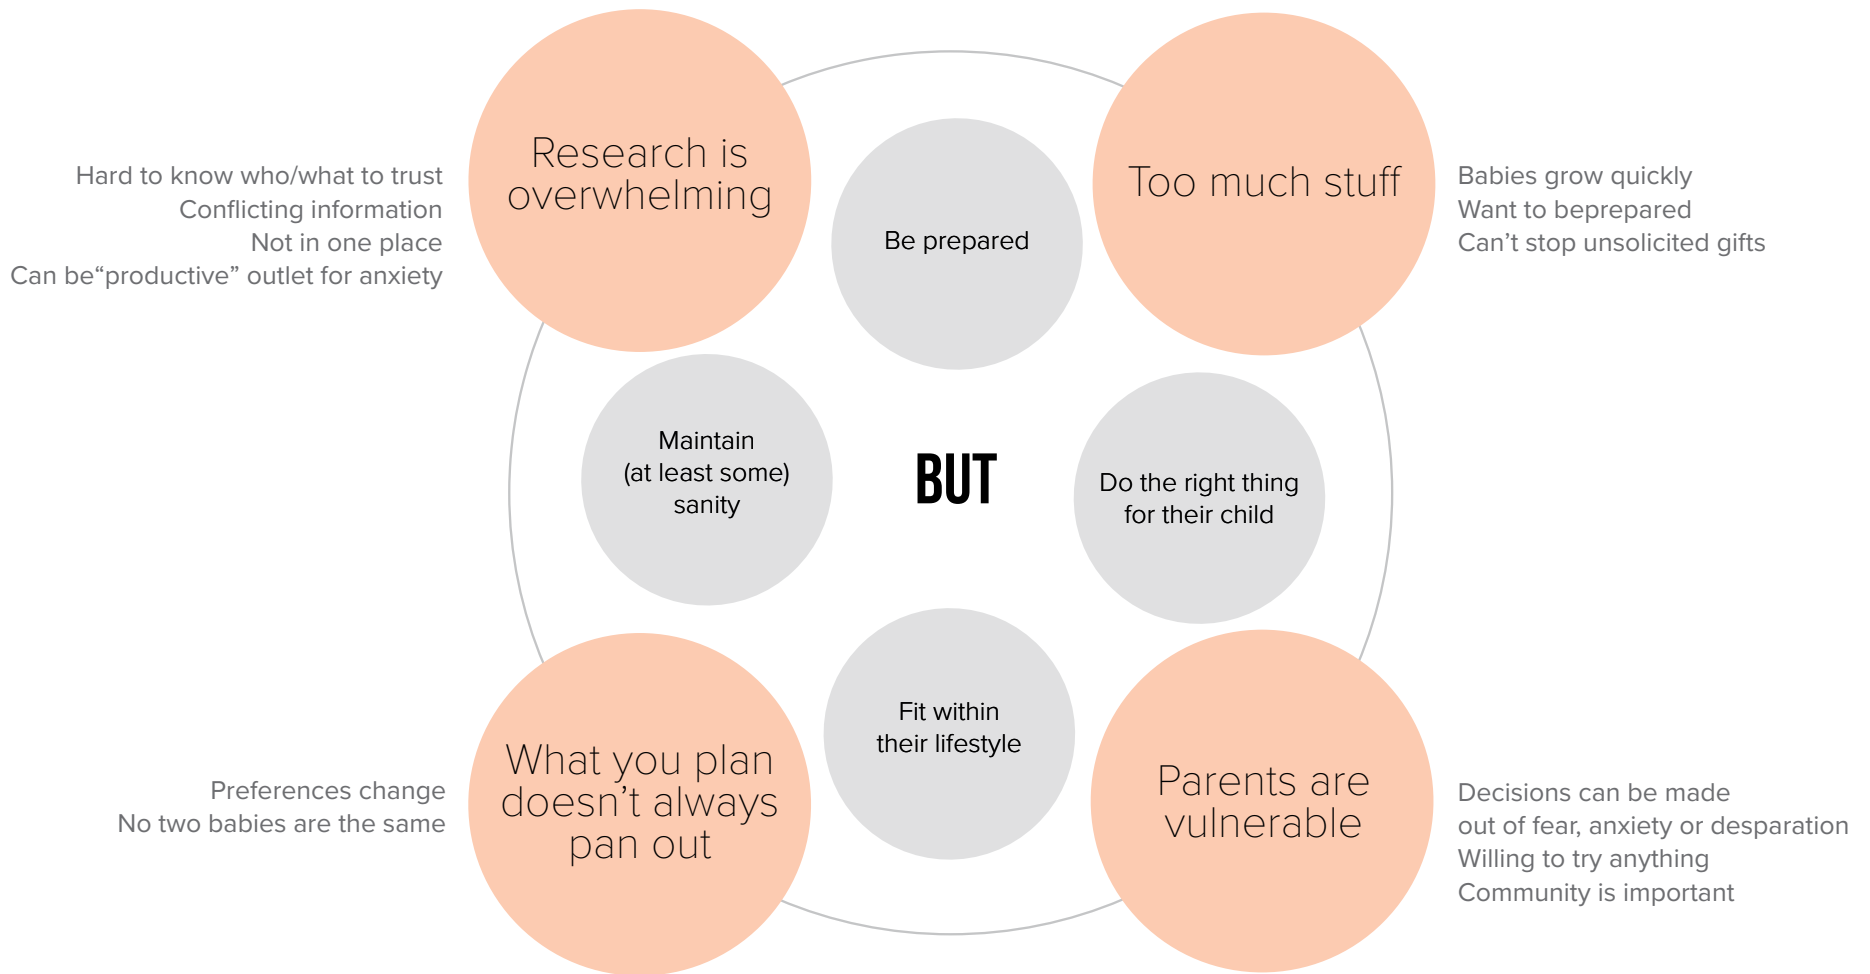 Research is
overwhelming
Hard to know who/what to trust
Conflicting information
Not in one place
Can be“productive” outlet for anxiety
Be prepared
Too much stuff
Babies grow quickly
Want to beprepared
Can’t stop unsolicited gifts
Maintain
(at least some)
sanity
BUT
Do the right thing
for their child
Fit within
their lifestyle
What you plan
doesn’t always
pan out
Preferences change
No two babies are the same
Parents are
vulnerable
Decisions can be made
out of fear, anxiety or desparation
Willing to try anything
Community is important